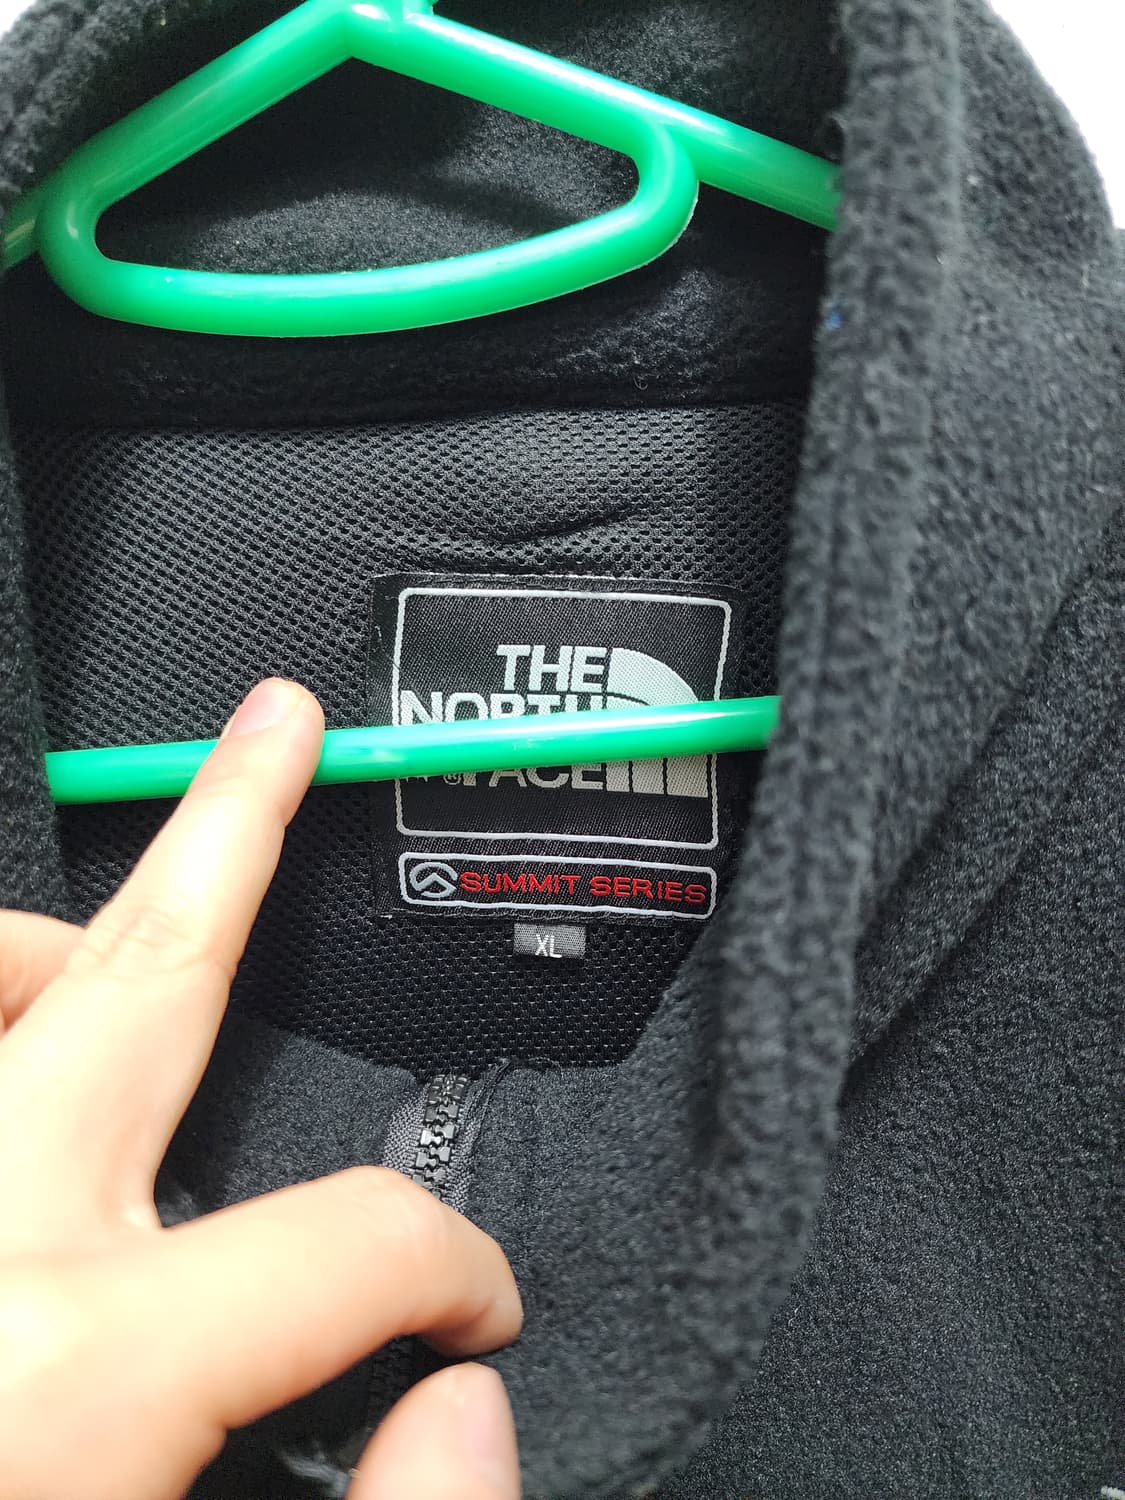 THE
NORTH
FACE
®
SUMMIT SERIES
XL